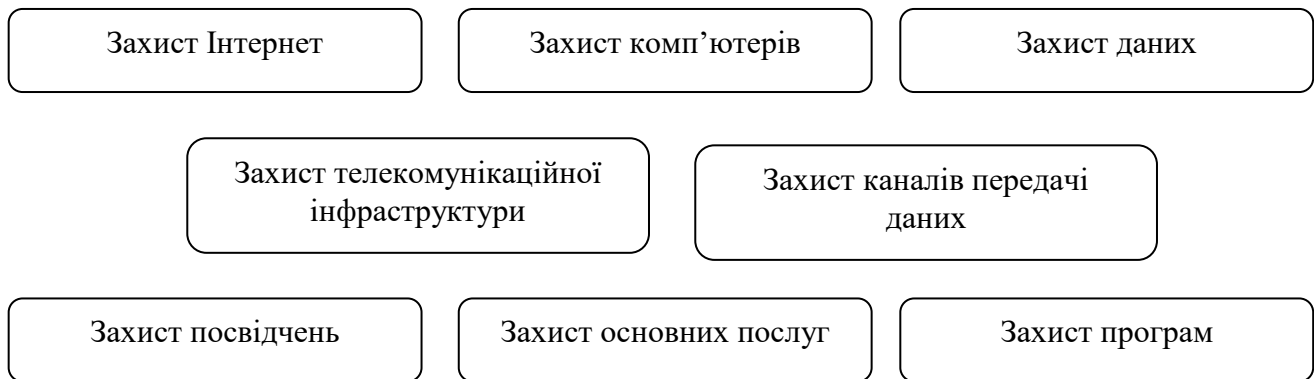 Захист Інтернет
Захист комп’ютерів
Захист даних
Захист телекомунікаційної
інфраструктури
Захист каналів передачі
даних
Захист посвідчень
Захист основних послуг
Захист програм